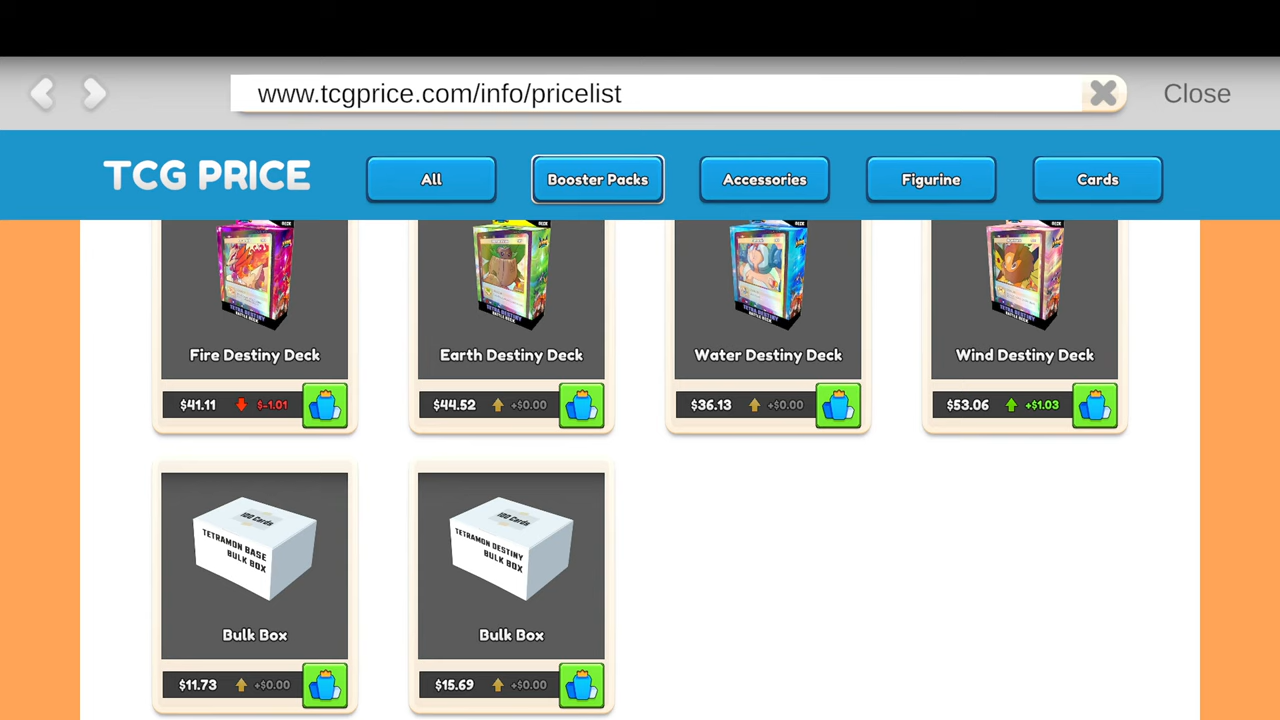 www.tcgprice.com/info/pricelist
Close
TCG PRICE
All
Booster Packs
Accessories
Figurine
Cards
Fire Destiny Deck
Earth Destiny Deck
Water Destiny Deck
Wind Destiny Deck
$41.11
$-1.01
$44.52
+$0.00
$36.13
+$0.00
$53.06
+$1.03
100 Cards
TETRAMON BASE
BULK BOX
100 Cards
TETRAMON DESTINY
BULK BOX
Bulk Box
Bulk Box
$11.73
+$0.00
$15.69
+$0.00